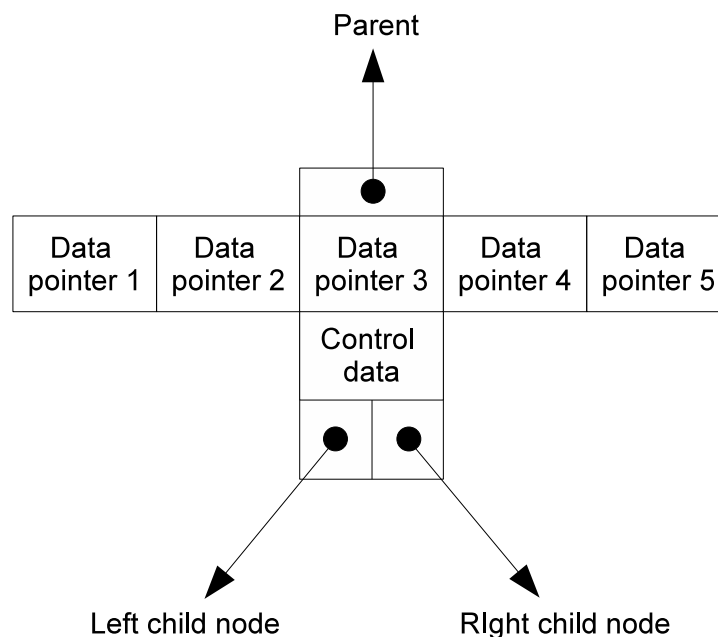 Parent
Data pointer 1
Data pointer 2
Data pointer 3
Data pointer 4
Data pointer 5
Control data
Left child node
RIght child node